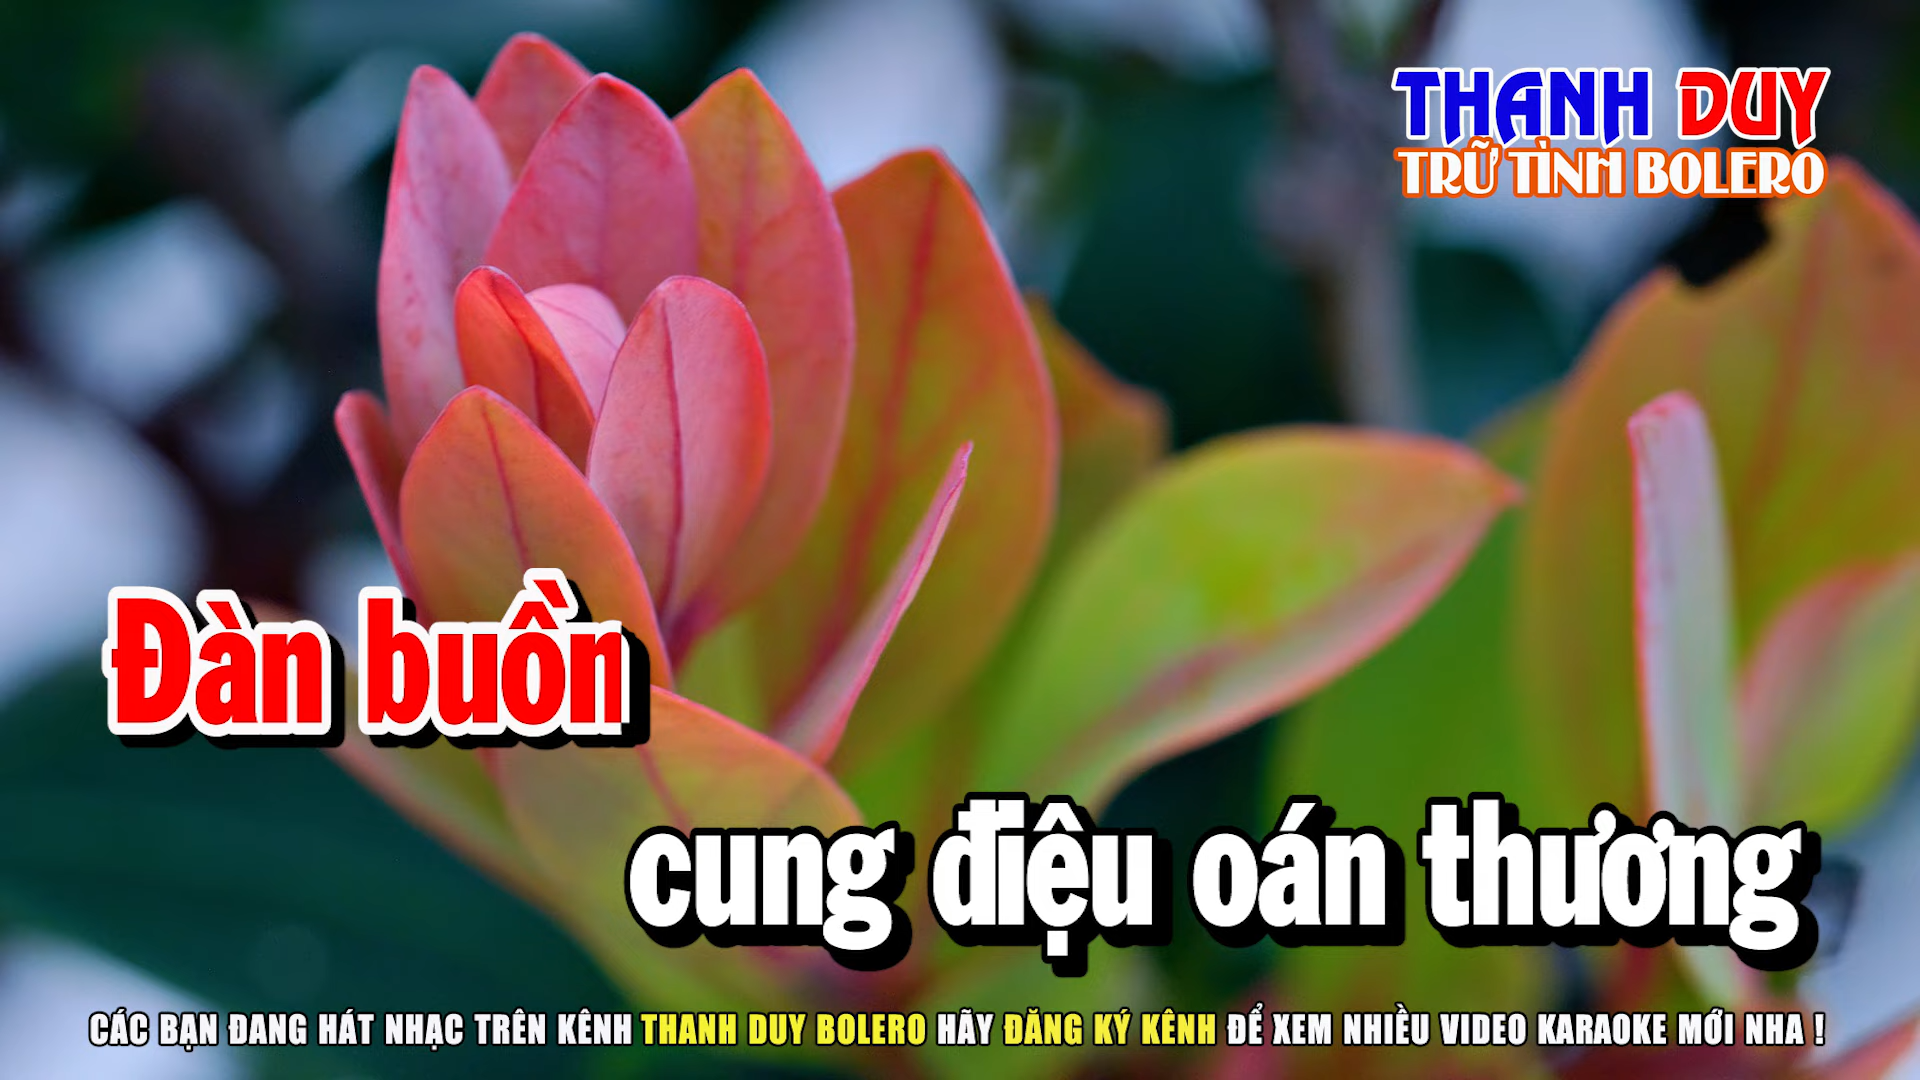 THANH DUY
TRỮ TÌNH BOLERO
Đàn buồn
cung điệu oán thương
CÁC BẠN ĐANG HÁT NHẠC TRÊN KÊNH THANH DUY BOLERO HÃY ĐĂNG KÝ KÊNH ĐỂ XEM NHIỀU VIDEO KARAOKE MỚI NHA !